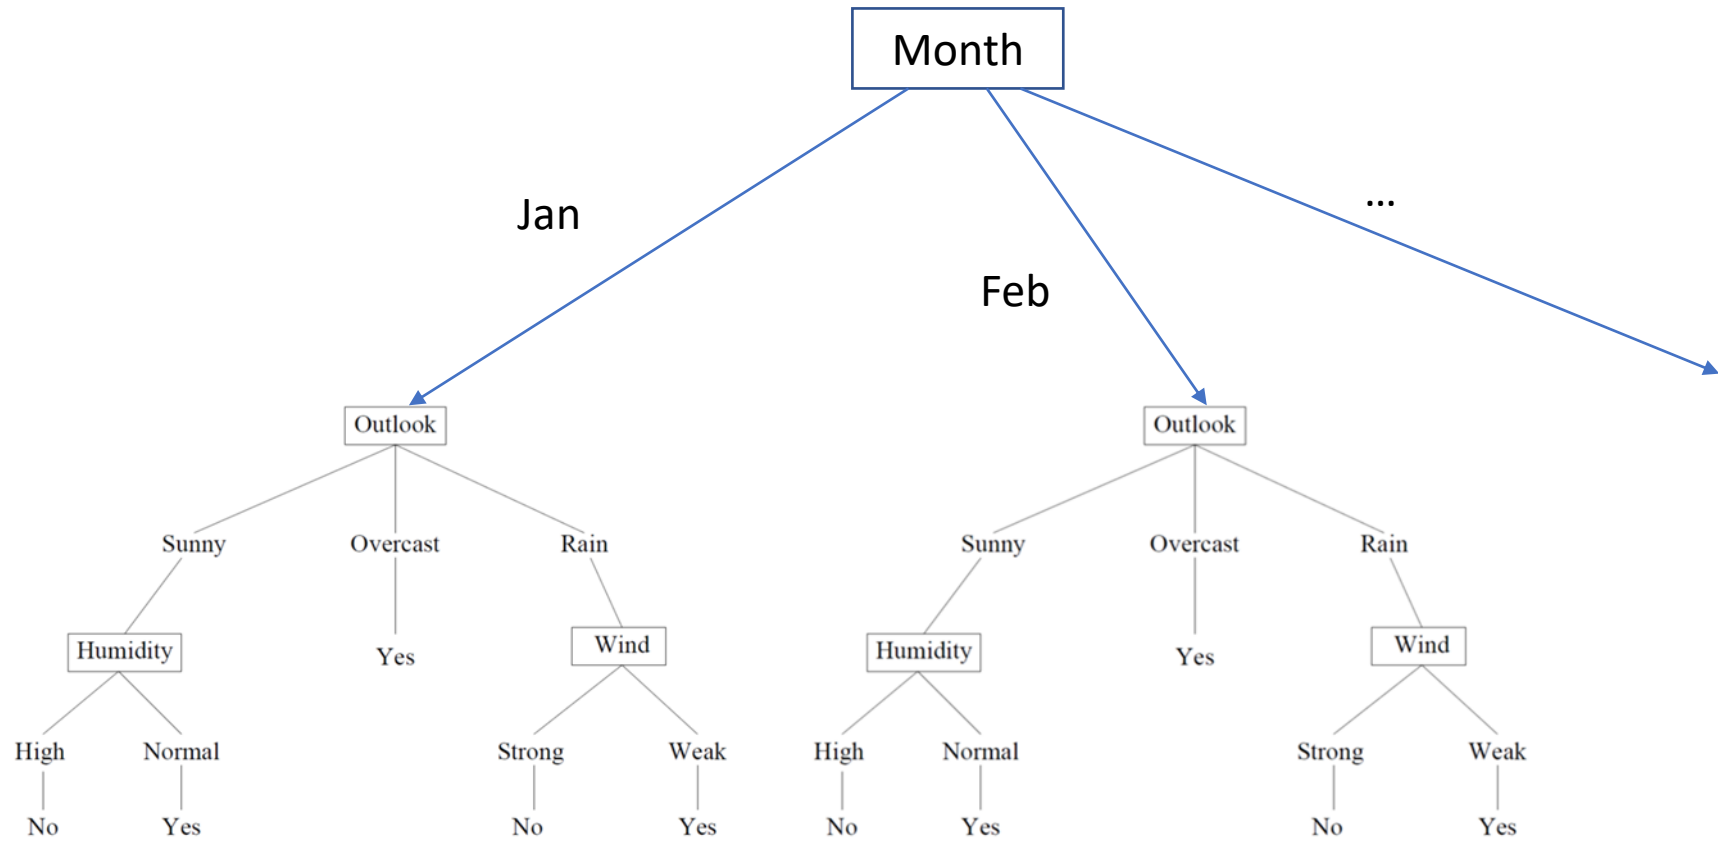 Month
Jan
Feb
...
Outlook
Outlook
Sunny Overcast Rain
Sunny Overcast Rain
Humidity Yes Wind
Humidity Yes Wind
High Normal Strong Weak
High Normal Strong Weak
No Yes No Yes
No Yes No Yes